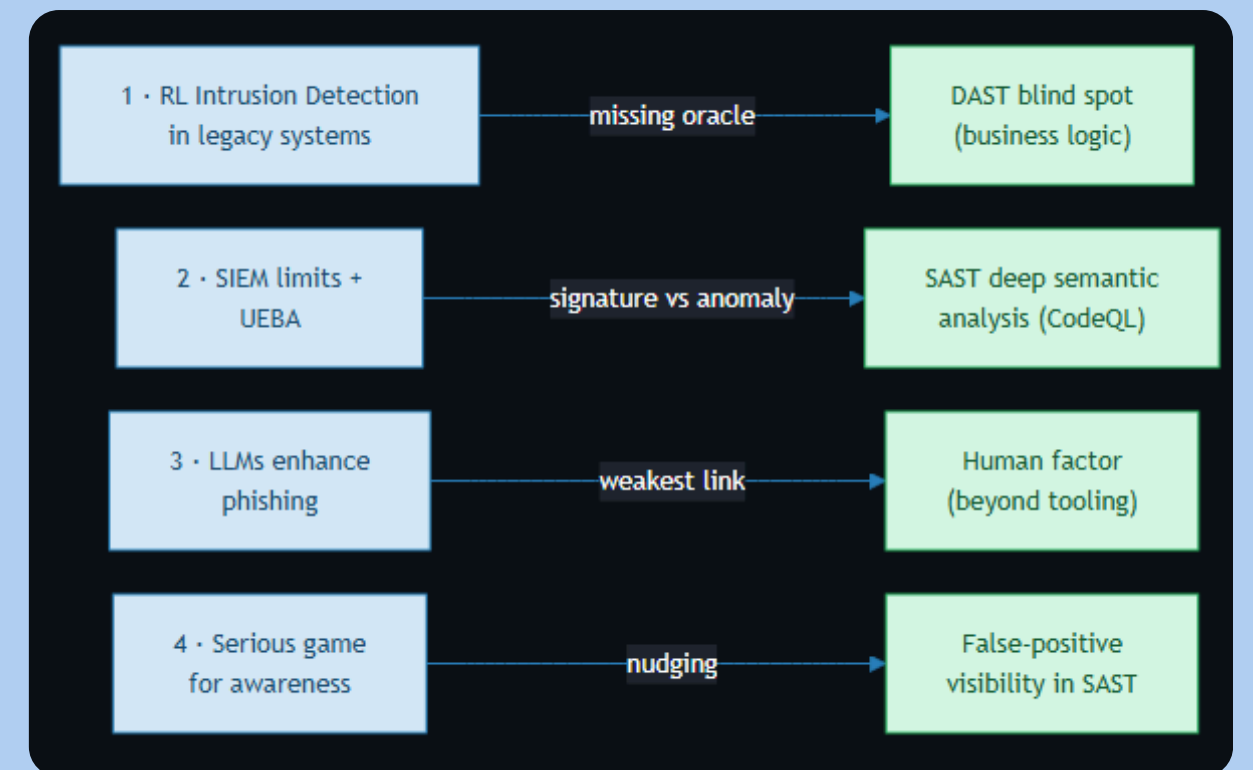 1 · RL Intrusion Detection
in legacy systems
missing oracle
DAST blind spot
(business logic)
2 · SIEM limits +
UEBA
signature vs anomaly
SAST deep semantic
analysis (CodeQL)
3 · LLMs enhance
phishing
weakest link
Human factor
(beyond tooling)
4 · Serious game
for awareness
nudging
False-positive
visibility in SAST